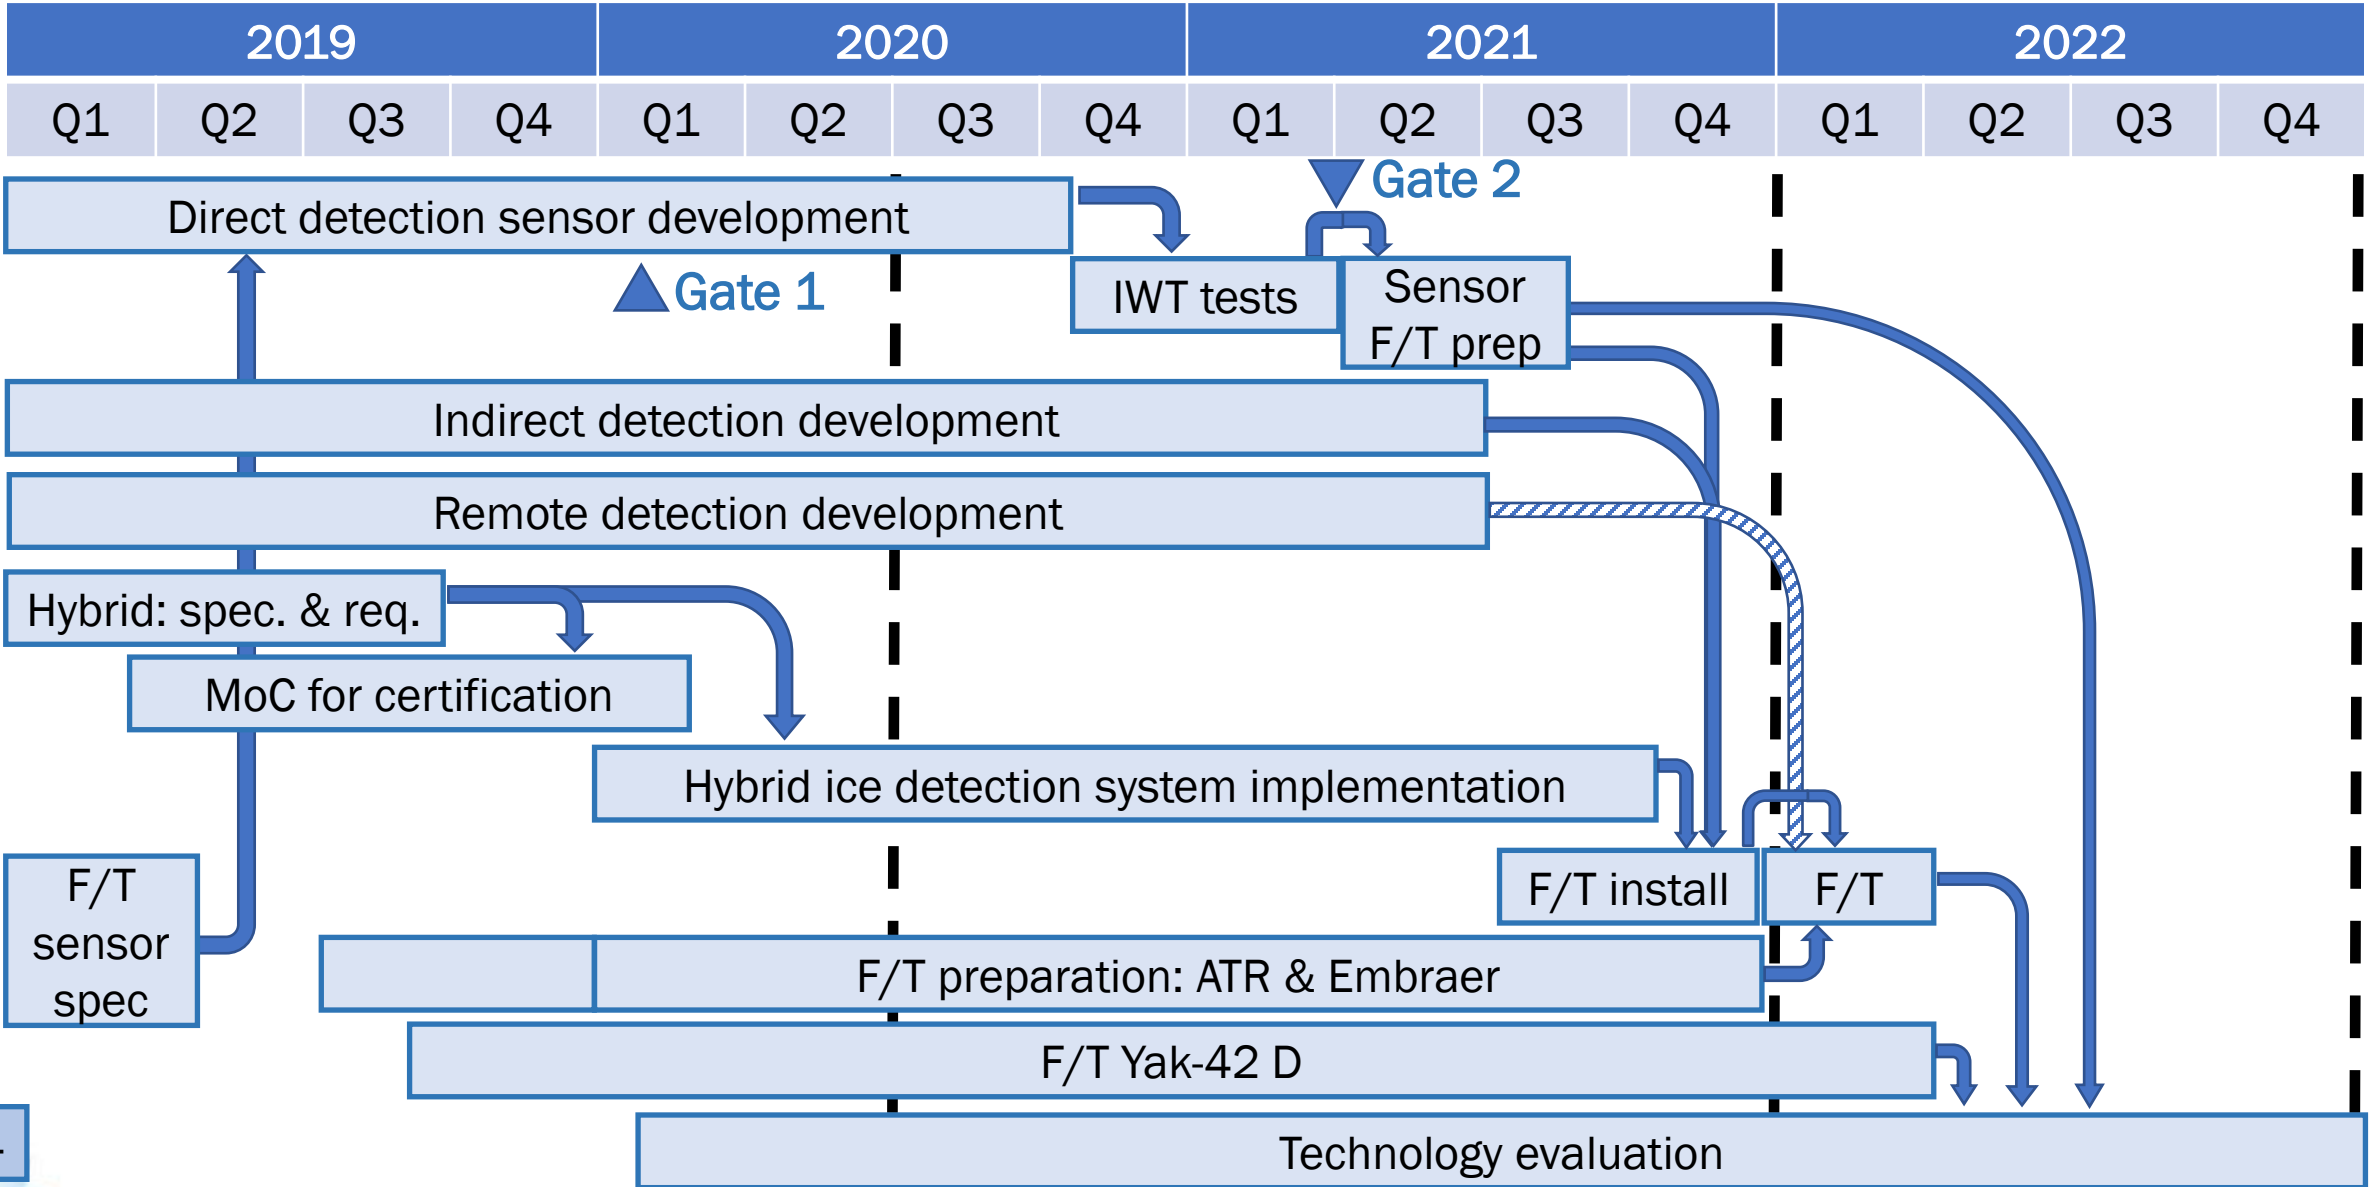 2019 2020 2021 2022
Q1 Q2 Q3 Q4 Q1 Q2 Q3 Q4 Q1 Q2 Q3 Q4 Q1 Q2 Q3 Q4
Gate 2
Direct detection sensor development
Gate 1
IWT tests
Sensor
F/T prep
Indirect detection development
Remote detection development
Hybrid: spec. & req.
MoC for certification
Hybrid ice detection system implementation
F/T
sensor
spec
F/T install
F/T
F/T preparation: ATR & Embraer
F/T Yak-42 D
Technology evaluation